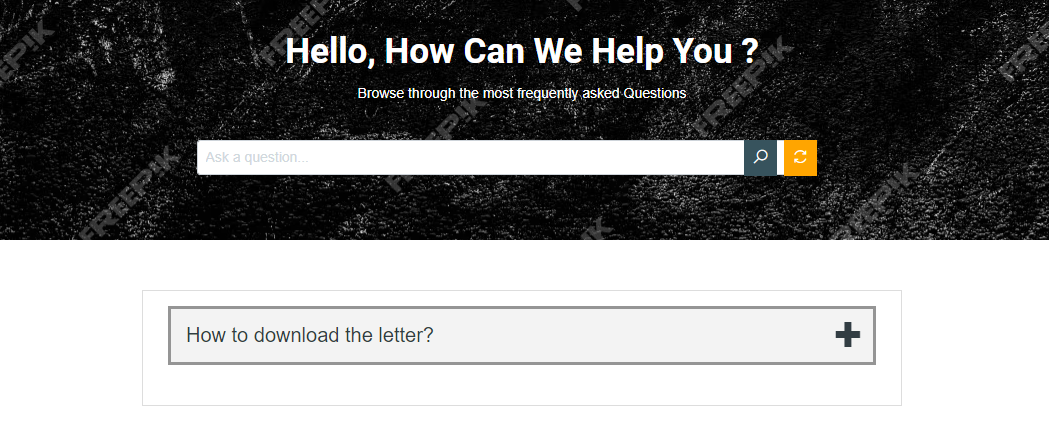 Hello, How Can We Help You ?
Browse through the most frequently asked Questions
Ask a question...
How to download the letter?
FREEPIK
FREEPIK
FREEPIK
FREEPIK
FREEPIK
FREEPIK